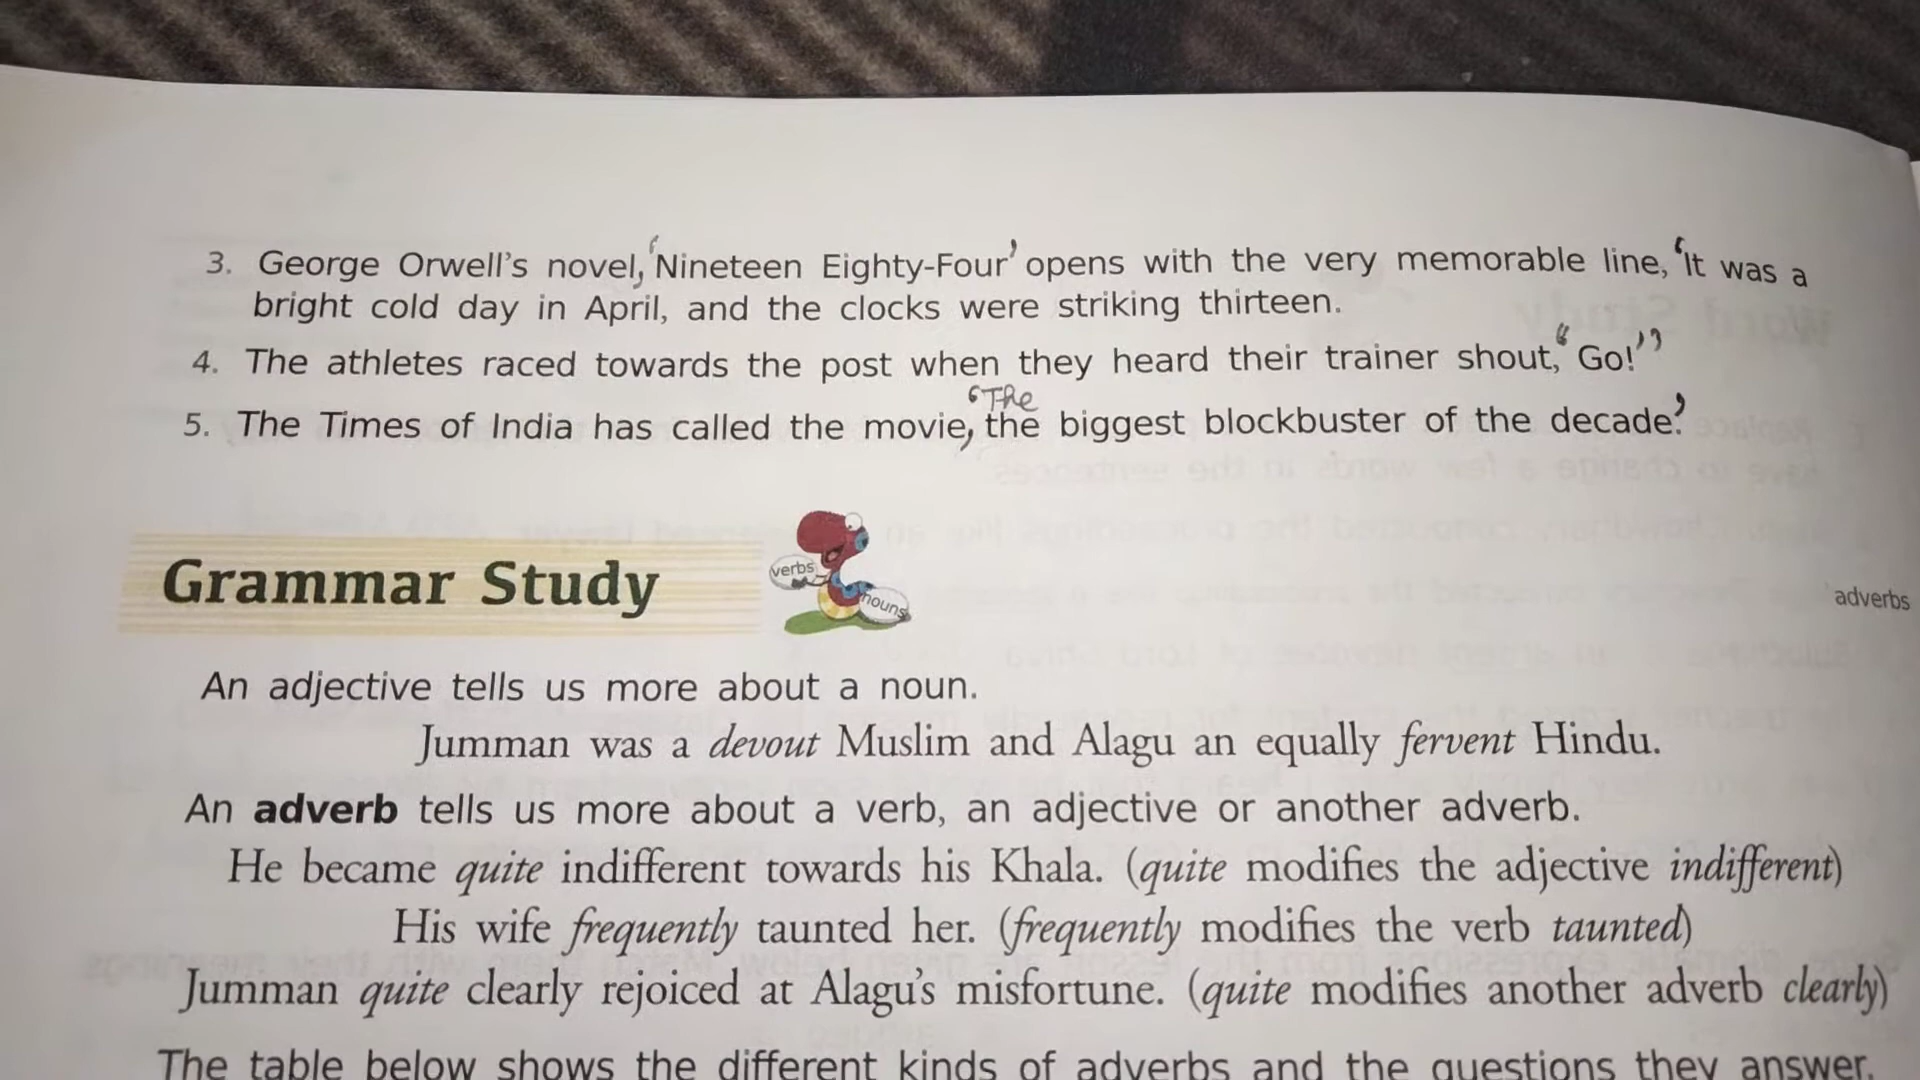 3. George Orwell’s novel, ‘Nineteen Eighty-Four’ opens with the very memorable line, ‘It was a
bright cold day in April, and the clocks were striking thirteen.
4. The athletes raced towards the post when they heard their trainer shout, “Go!”
‘The
5. The Times of India has called the movie, the biggest blockbuster of the decade.’
Grammar Study
verbs
nouns
adverbs
An adjective tells us more about a noun.
Jumman was a devout Muslim and Alagu an equally fervent Hindu.
An adverb tells us more about a verb, an adjective or another adverb.
He became quite indifferent towards his Khala. (quite modifies the adjective indifferent)
His wife frequently taunted her. (frequently modifies the verb taunted)
Jumman quite clearly rejoiced at Alagu’s misfortune. (quite modifies another adverb clearly)
The table below shows the different kinds of adverbs and the questions they answer.